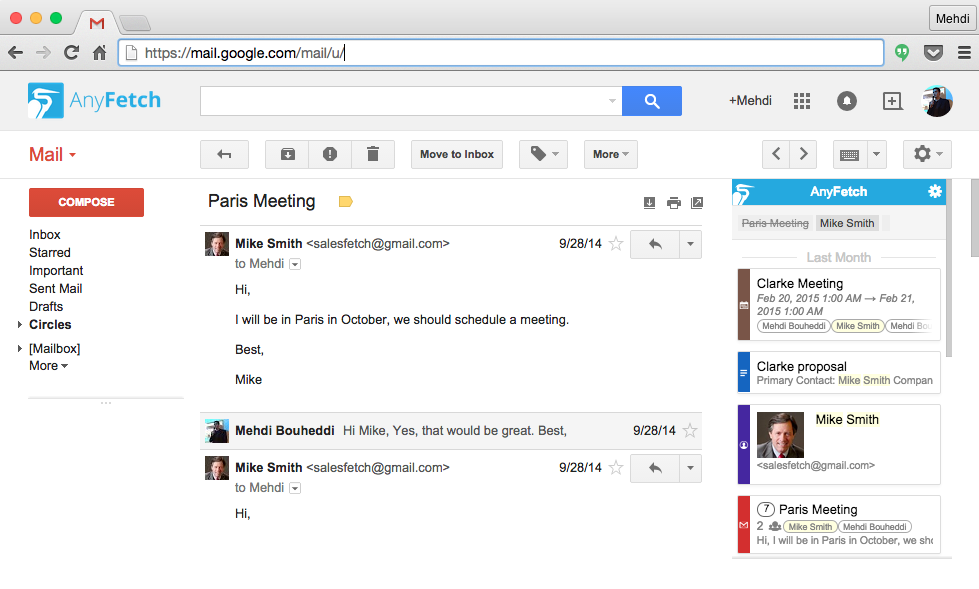 Mehdi
https://mail.google.com/mail/u/
AnyFetch
+Mehdi
Mail
Move to Inbox
More
COMPOSE
Inbox
Starred
Important
Sent Mail
Drafts
Circles
[Mailbox]
More
Paris Meeting
Mike Smith <salesfetch@gmail.com> 9/28/14
to Mehdi
Hi,
I will be in Paris in October, we should schedule a meeting.
Best,
Mike
Mehdi Bouheddi Hi Mike, Yes, that would be great. Best, 9/28/14
Mike Smith <salesfetch@gmail.com> 9/28/14
to Mehdi
Hi,
AnyFetch
Paris Meeting Mike Smith
Last Month
Clarke Meeting
Feb 20, 2015 1:00 AM → Feb 21,
2015 1:00 AM
Mehdi Bouheddi Mike Smith Mehdi Bo
Clarke proposal
Primary Contact: Mike Smith Compan
Mike Smith
<salesfetch@gmail.com>
7 Paris Meeting
2 Mike Smith Mehdi Bouheddi
Hi, I will be in Paris in October, we sho